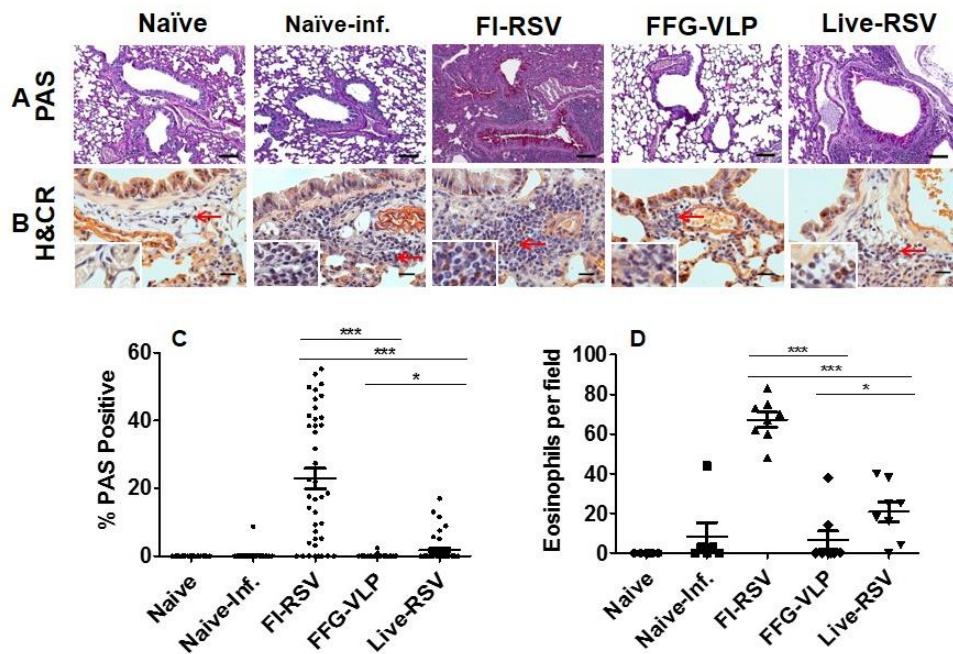 Naïve Naïve-inf. FI-RSV FFG-VLP Live-RSV
A PAS
B H&CR
C
60
40
20
0
% PAS Positive
***
***
*
Naive Naive-Inf. FI-RSV FFG-VLP Live-RSV
D
100
80
60
40
20
0
Eosinophils per field
***
***
*
Naive Naive-Inf. FI-RSV FFG-VLP Live-RSV